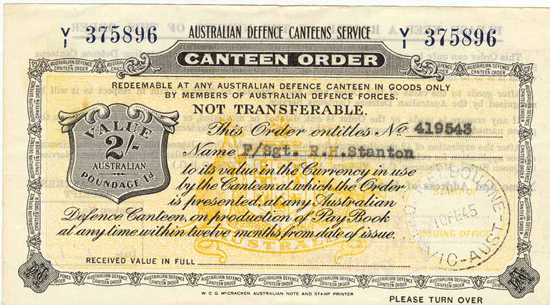 Y/1 375896 AUSTRALIAN DEFENCE CANTEENS SERVICE Y/1 375896
CANTEEN ORDER
REDEEMABLE AT ANY AUSTRALIAN DEFENCE CANTEEN IN GOODS ONLY
BY MEMBERS OF AUSTRALIAN DEFENCE FORCES.
NOT TRANSFERABLE.
VALUE
2/-
AUSTRALIAN
POUNDAGE 1d
This Order entitles No 419543
Name F/Sgt. R.H.Stanton
to its value in the Currency in use
by the Canteen at which the Order
is presented at any Australian
Defence Canteen, on production of Pay Book
at any time within twelve months from date of issue.
MELBOURNE
10 FE 45
ISSUING OFFICE
VIC-AUST
AUSTRALIA
RECEIVED VALUE IN FULL
W C G McCRACKEN AUSTRALIAN NOTE AND STAMP PRINTER
PLEASE TURN OVER